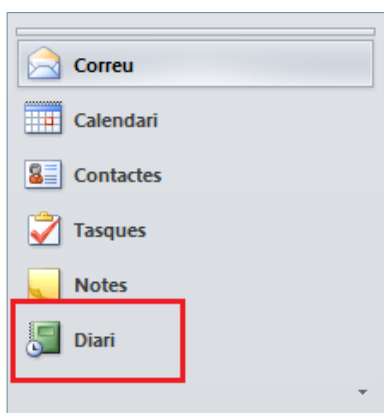 Correu
Calendari
Contactes
Tasques
Notes
Diari